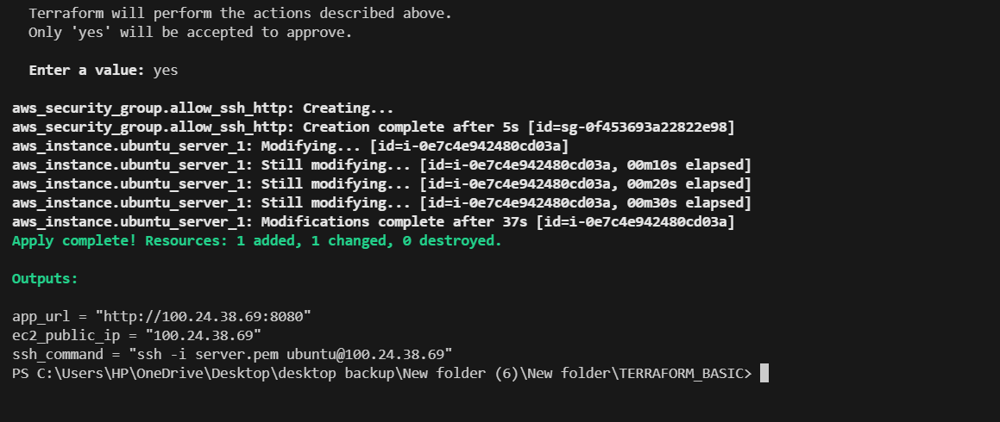 Terraform will perform the actions described above.
Only 'yes' will be accepted to approve.
Enter a value: yes
aws_security_group.allow_ssh_http: Creating...
aws_security_group.allow_ssh_http: Creation complete after 5s [id=sg-0f453693a22822e98]
aws_instance.ubuntu_server_1: Modifying... [id=i-0e7c4e942480cd03a]
aws_instance.ubuntu_server_1: Still modifying... [id=i-0e7c4e942480cd03a, 00m10s elapsed]
aws_instance.ubuntu_server_1: Still modifying... [id=i-0e7c4e942480cd03a, 00m20s elapsed]
aws_instance.ubuntu_server_1: Still modifying... [id=i-0e7c4e942480cd03a, 00m30s elapsed]
aws_instance.ubuntu_server_1: Modifications complete after 37s [id=i-0e7c4e942480cd03a]
Apply complete! Resources: 1 added, 1 changed, 0 destroyed.
Outputs:
app_url = "http://100.24.38.69:8080"
ec2_public_ip = "100.24.38.69"
ssh_command = "ssh -i server.pem ubuntu@100.24.38.69"
PS C:\Users\HP\OneDrive\Desktop\desktop backup\New folder (6)\New folder\TERRAFORM_BASIC>